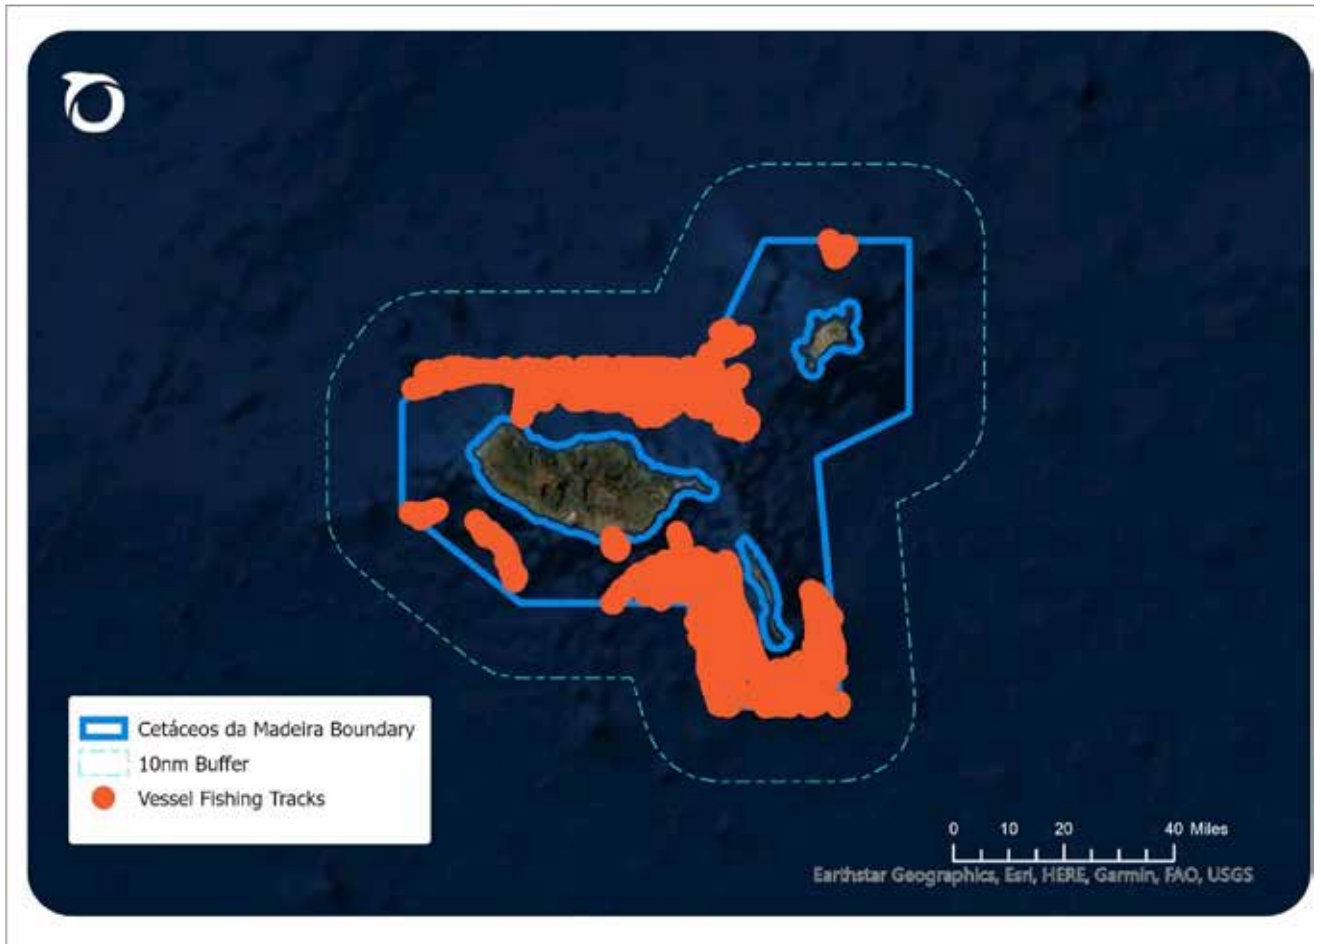 Cetáceos da Madeira Boundary
10nm Buffer
Vessel Fishing Tracks
0 10 20 40 Miles
Earthstar Geographics, Esri, HERE, Garmin, FAO, USGS